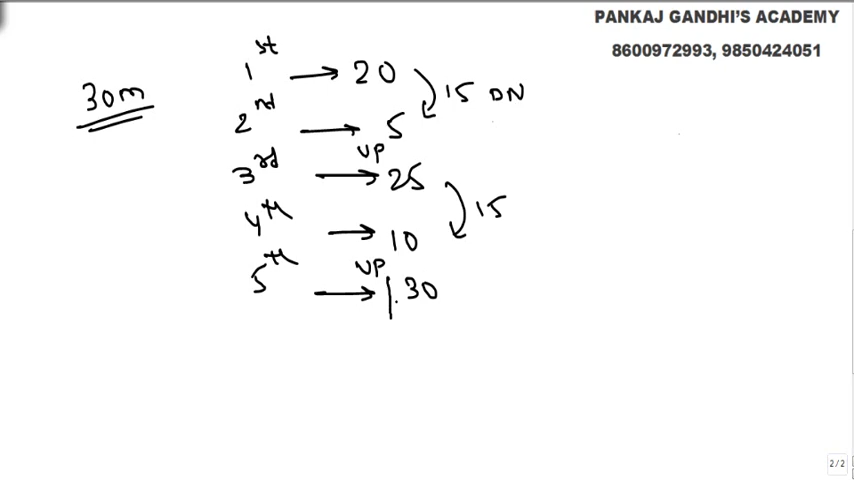 PANKAJ GANDHI'S ACADEMY
8600972993, 9850424051
30m
1st → 20
15 DN
2nd → 5
UP
3rd → 25
15
4th → 10
UP
5th → 30
2/2